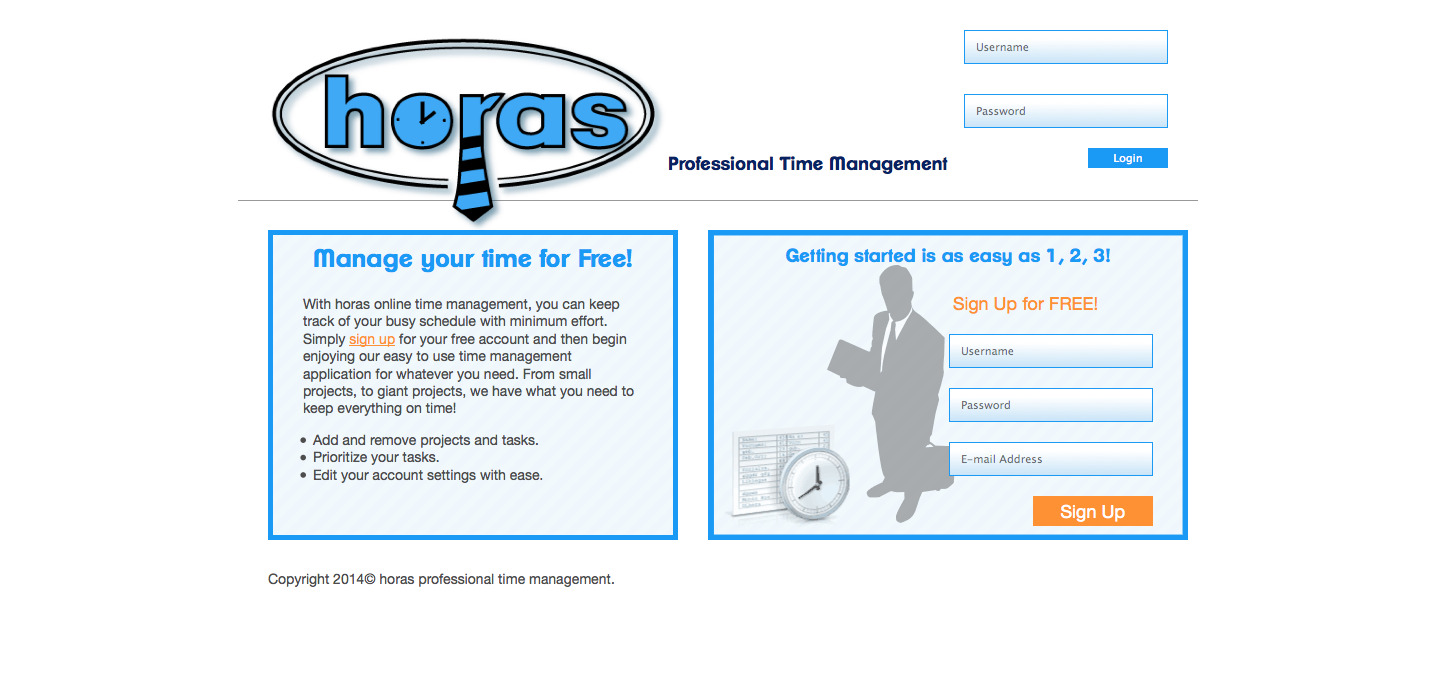 horas
Professional Time Management
Username
Password
Login
Manage your time for Free!
With horas online time management, you can keep
track of your busy schedule with minimum effort.
Simply sign up for your free account and then begin
enjoying our easy to use time management
application for whatever you need. From small
projects, to giant projects, we have what you need to
keep everything on time!
Add and remove projects and tasks.
Prioritize your tasks.
Edit your account settings with ease.
Getting started is as easy as 1, 2, 3!
Sign Up for FREE!
Username
Password
E-mail Address
Sign Up
Copyright 2014© horas professional time management.